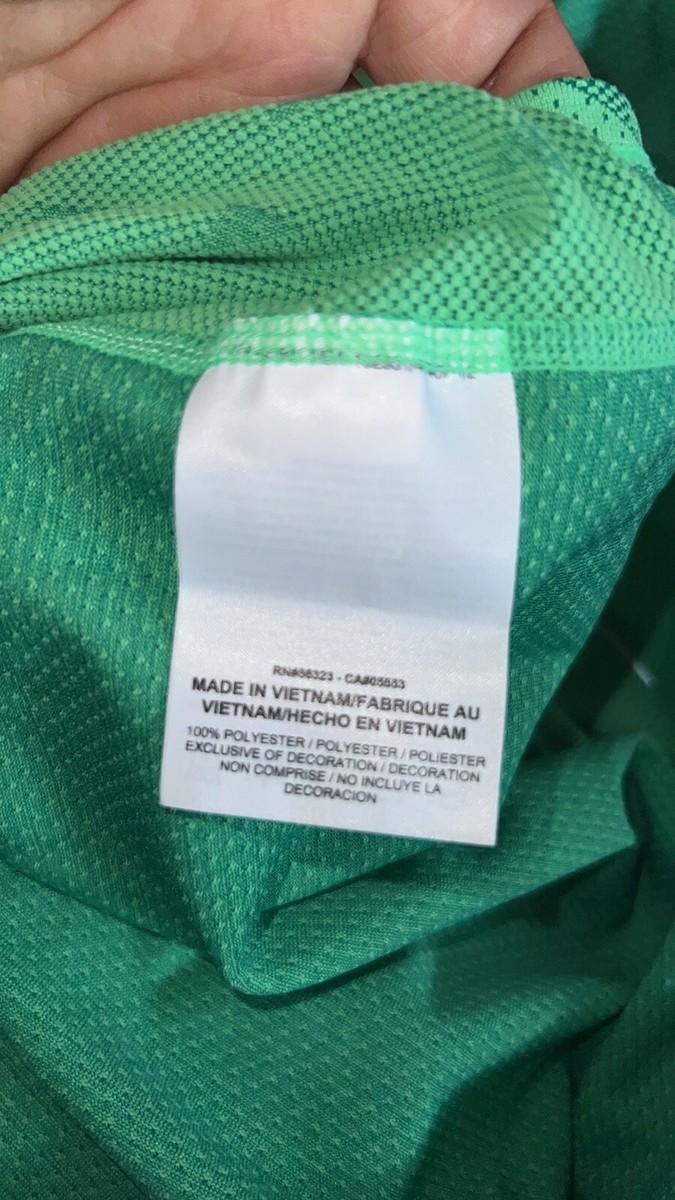 RN#56323 - CA#05553
MADE IN VIETNAM/FABRIQUE AU
VIETNAM/HECHO EN VIETNAM
100% POLYESTER / POLYESTER / POLIESTER
EXCLUSIVE OF DECORATION / DECORATION
NON COMPRISE / NO INCLUYE LA
DECORACION